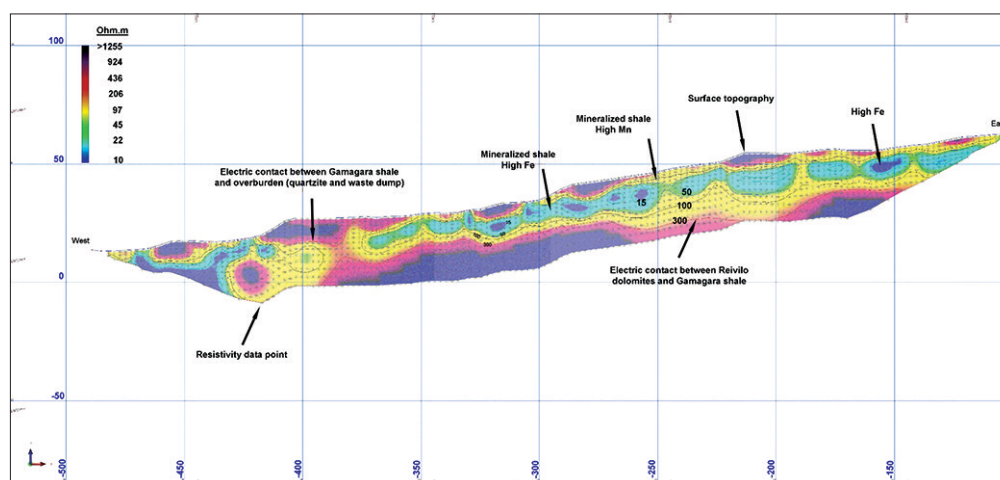 Ohm.m
>1255
924
436
206
97
45
22
10
100
50
0
-50
-500
-450
-400
-350
-300
-250
-200
-150
West
Electric contact between Gamagara shale
and overburden (quartzite and waste dump)
Mineralized shale
High Fe
Mineralized shale
High Mn
Surface topography
High Fe
Ea
15
50
100
300
Electric contact between Reivilo
dolomites and Gamagara shale
Resistivity data point